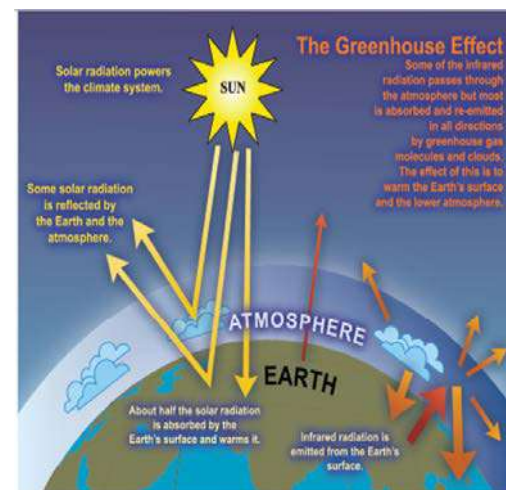 The Greenhouse Effect
Some of the infrared
radiation passes through
the atmosphere but most
is absorbed and re-emitted
in all directions
by greenhouse gas
molecules and clouds.
The effect of this is to
warm the Earth's surface
and the lower atmosphere.
Solar radiation powers
the climate system.
SUN
Some solar radiation
is reflected by
the Earth and the
atmosphere.
ATMOSPHERE
EARTH
About half the solar radiation
is absorbed by the
Earth's surface and warms it.
Infrared radiation is
emitted from the Earth's
surface.